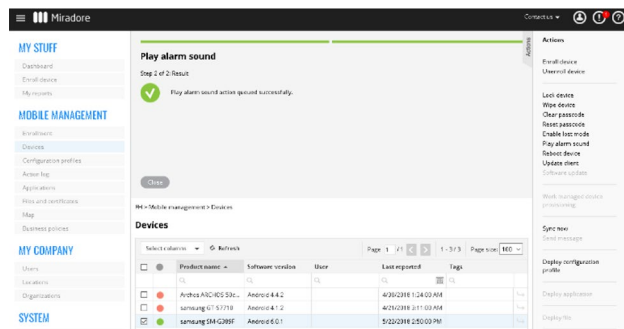 Miradore
Contact us
MY STUFF
Dashboard
Enroll device
My reports
MOBILE MANAGEMENT
Enrollment
Devices
Configuration profiles
Action log
Applications
Files and certificates
Map
Business policies
MY COMPANY
Users
Locations
Organizations
SYSTEM
Play alarm sound
Step 2 of 2: Result
Play alarm sound action queued successfully.
Close
Mobile management > Devices
Devices
Select columns
Refresh
Page 1 / 1
1 - 3 / 3
Page size: 100
Product name
Software version
User
Last reported
Tags
Archos ARCHOS
Android 4.4.2
4/30/2018 1:24:00 AM
samsung GT-S7710
Android 4.1.2
4/21/2018 3:11:00 AM
samsung SM-G389F
Android 6.0.1
5/22/2018 2:50:00 PM
Actions
Actions
Enroll device
Unenroll device
Lock device
Wipe device
Clear passcode
Reset passcode
Enable lost mode
Play alarm sound
Reboot device
Update client
Software update
Work managed device
provisioning
Sync now
Send message
Deploy configuration
profile
Deploy application
Deploy file